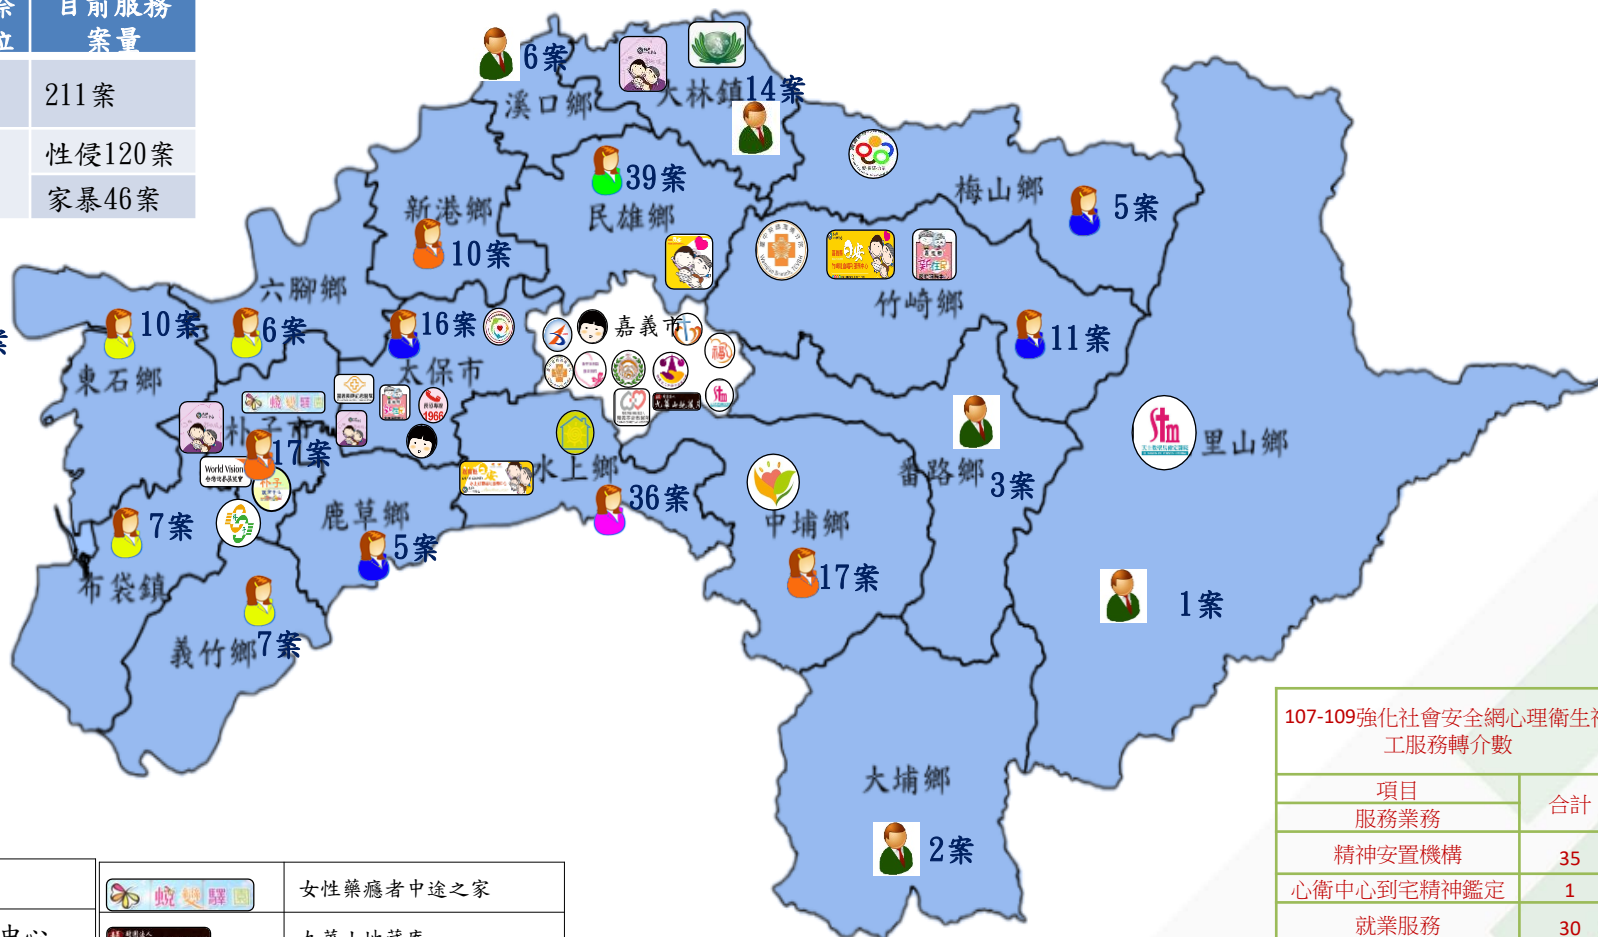 目前服務
案量
211案
性侵120案
家暴46案
6案
溪口鄉
大林鎮14案
39案
民雄鄉
梅山鄉
5案
新港鄉
10案
六腳鄉
竹崎鄉
10案
6案
16案
嘉義市
11案
東石鄉
太保市
1966
朴子市
17案
World Vision
朴子
水上鄉
36案
番路鄉
3案
Stm
里山鄉
7案
鹿草鄉
5案
中埔鄉
17案
布袋鎮
義竹鄉7案
1案
大埔鄉
2案
107-109強化社會安全網心理衛生社
工服務轉介數
項目
合計
服務業務
精神安置機構
35
心衛中心到宅精神鑑定
1
就業服務
30
蛻變驛園
女性藥癮者中途之家